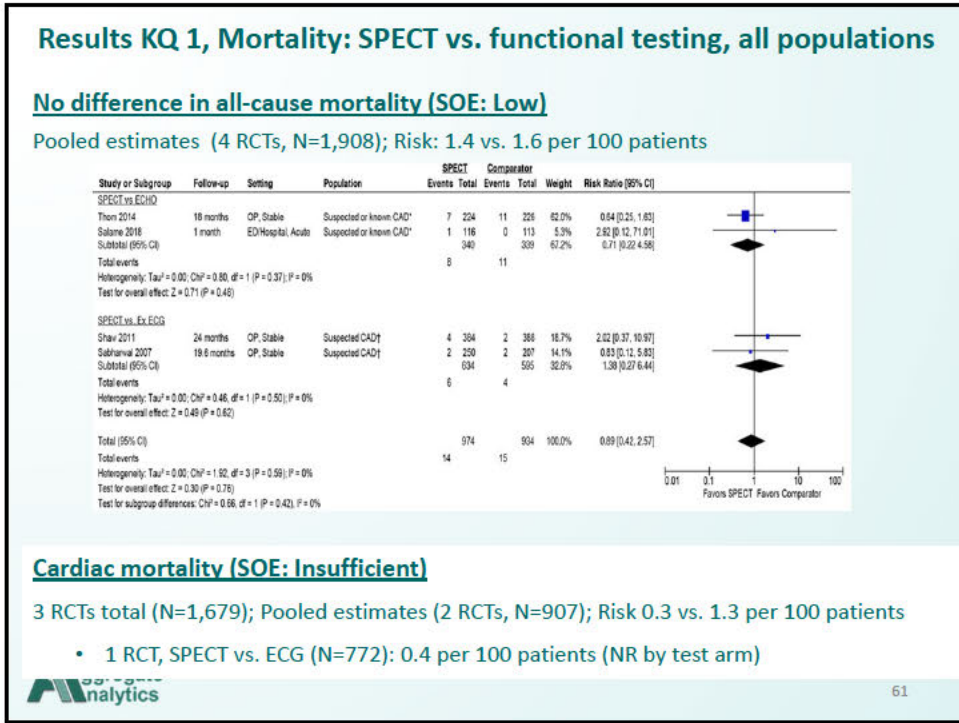 Results KQ 1, Mortality: SPECT vs. functional testing, all populations
No difference in all-cause mortality (SOE: Low)
Pooled estimates (4 RCTs, N=1,908); Risk: 1.4 vs. 1.6 per 100 patients
SPECT Comparator
Study or Subgroup Follow-up Setting Population Events Total Events Total Weight Risk Ratio [95% CI]
SPECT vs ECHO
Thom 2014 18 months OP, Stable Suspected or known CAD* 7 224 11 226 62.0% 0.64 [0.25, 1.63]
Salame 2018 1 month ED/Hospital, Acute Suspected or known CAD* 1 116 0 113 5.3% 2.92 [0.12, 71.01]
Subtotal (95% CI) 340 339 67.2% 0.71 [0.22 4.58]
Total events 8 11
Heterogeneity: Tau² = 0.00; Chi² = 0.80, df = 1 (P = 0.37); I² = 0%
Test for overall effect: Z = 0.71 (P = 0.48)
SPECT vs. Ex ECG
Shaw 2011 24 months OP, Stable Suspected CAD† 4 384 2 388 18.7% 2.02 [0.37, 10.97]
Sabharwal 2007 19.6 months OP, Stable Suspected CAD† 2 250 2 207 14.1% 0.83 [0.12, 5.83]
Subtotal (95% CI) 634 595 32.8% 1.38 [0.27 6.44]
Total events 6 4
Heterogeneity: Tau² = 0.00; Chi² = 0.46, df = 1 (P = 0.50); I² = 0%
Test for overall effect: Z = 0.49 (P = 0.62)
Total (95% CI) 974 934 100.0% 0.89 [0.42, 2.57]
Total events 14 15
Heterogeneity: Tau² = 0.00; Chi² = 1.92, df = 3 (P = 0.59); I² = 0%
Test for overall effect: Z = 0.30 (P = 0.76)
Test for subgroup differences: Chi² = 0.66, df = 1 (P = 0.42), I² = 0%
0.01 0.1 1 10 100
Favors SPECT Favors Comparator
Cardiac mortality (SOE: Insufficient)
3 RCTs total (N=1,679); Pooled estimates (2 RCTs, N=907); Risk 0.3 vs. 1.3 per 100 patients
• 1 RCT, SPECT vs. ECG (N=772): 0.4 per 100 patients (NR by test arm)
Analytics
61